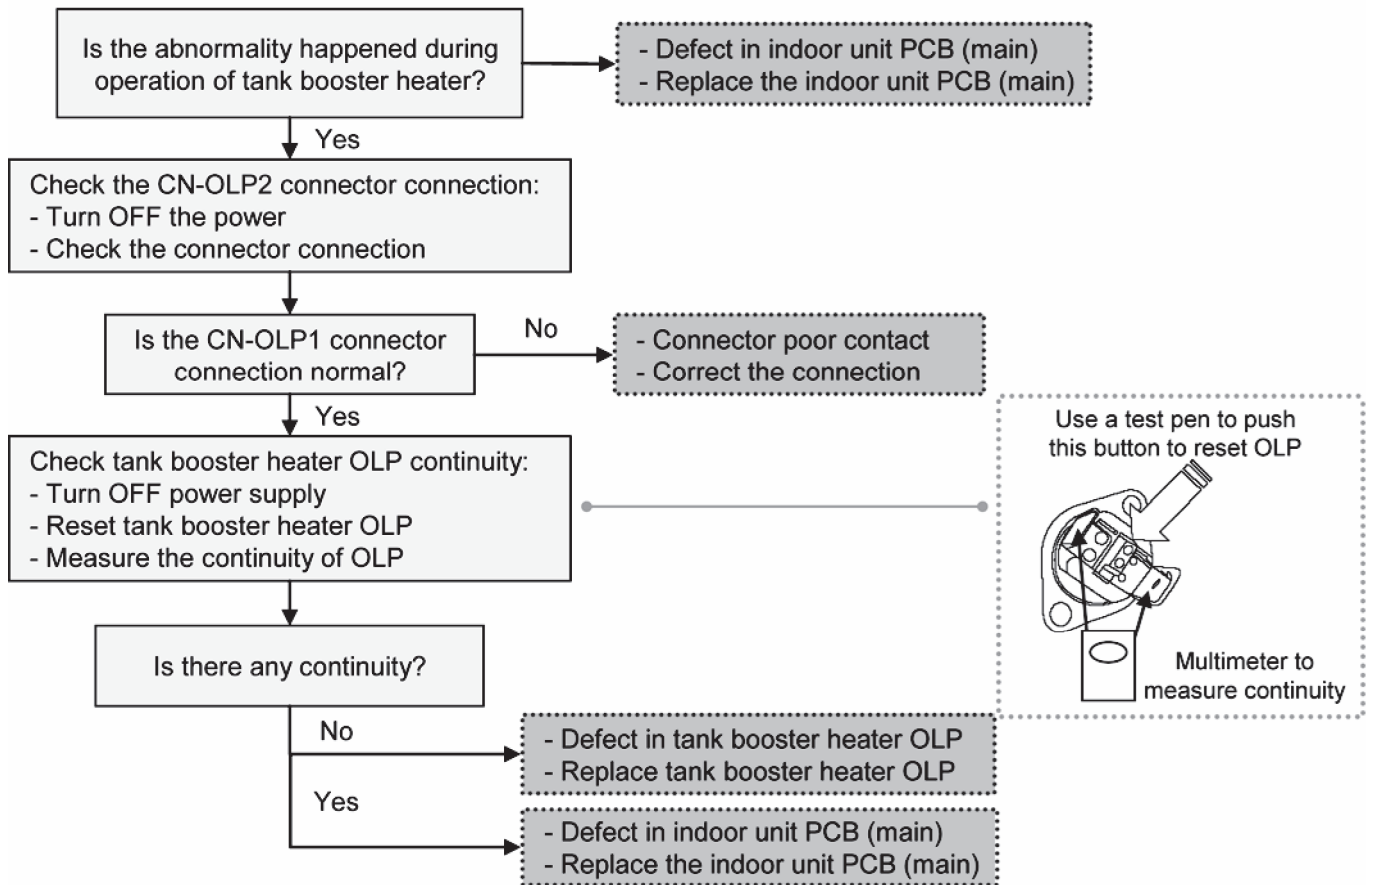 Is the abnormality happened during
operation of tank booster heater?
- Defect in indoor unit PCB (main)
- Replace the indoor unit PCB (main)
Yes
Check the CN-OLP2 connector connection:
- Turn OFF the power
- Check the connector connection
Is the CN-OLP1 connector
connection normal?
No
- Connector poor contact
- Correct the connection
Yes
Check tank booster heater OLP continuity:
- Turn OFF power supply
- Reset tank booster heater OLP
- Measure the continuity of OLP
Use a test pen to push
this button to reset OLP
Multimeter to
measure continuity
Is there any continuity?
No
- Defect in tank booster heater OLP
- Replace tank booster heater OLP
Yes
- Defect in indoor unit PCB (main)
- Replace the indoor unit PCB (main)